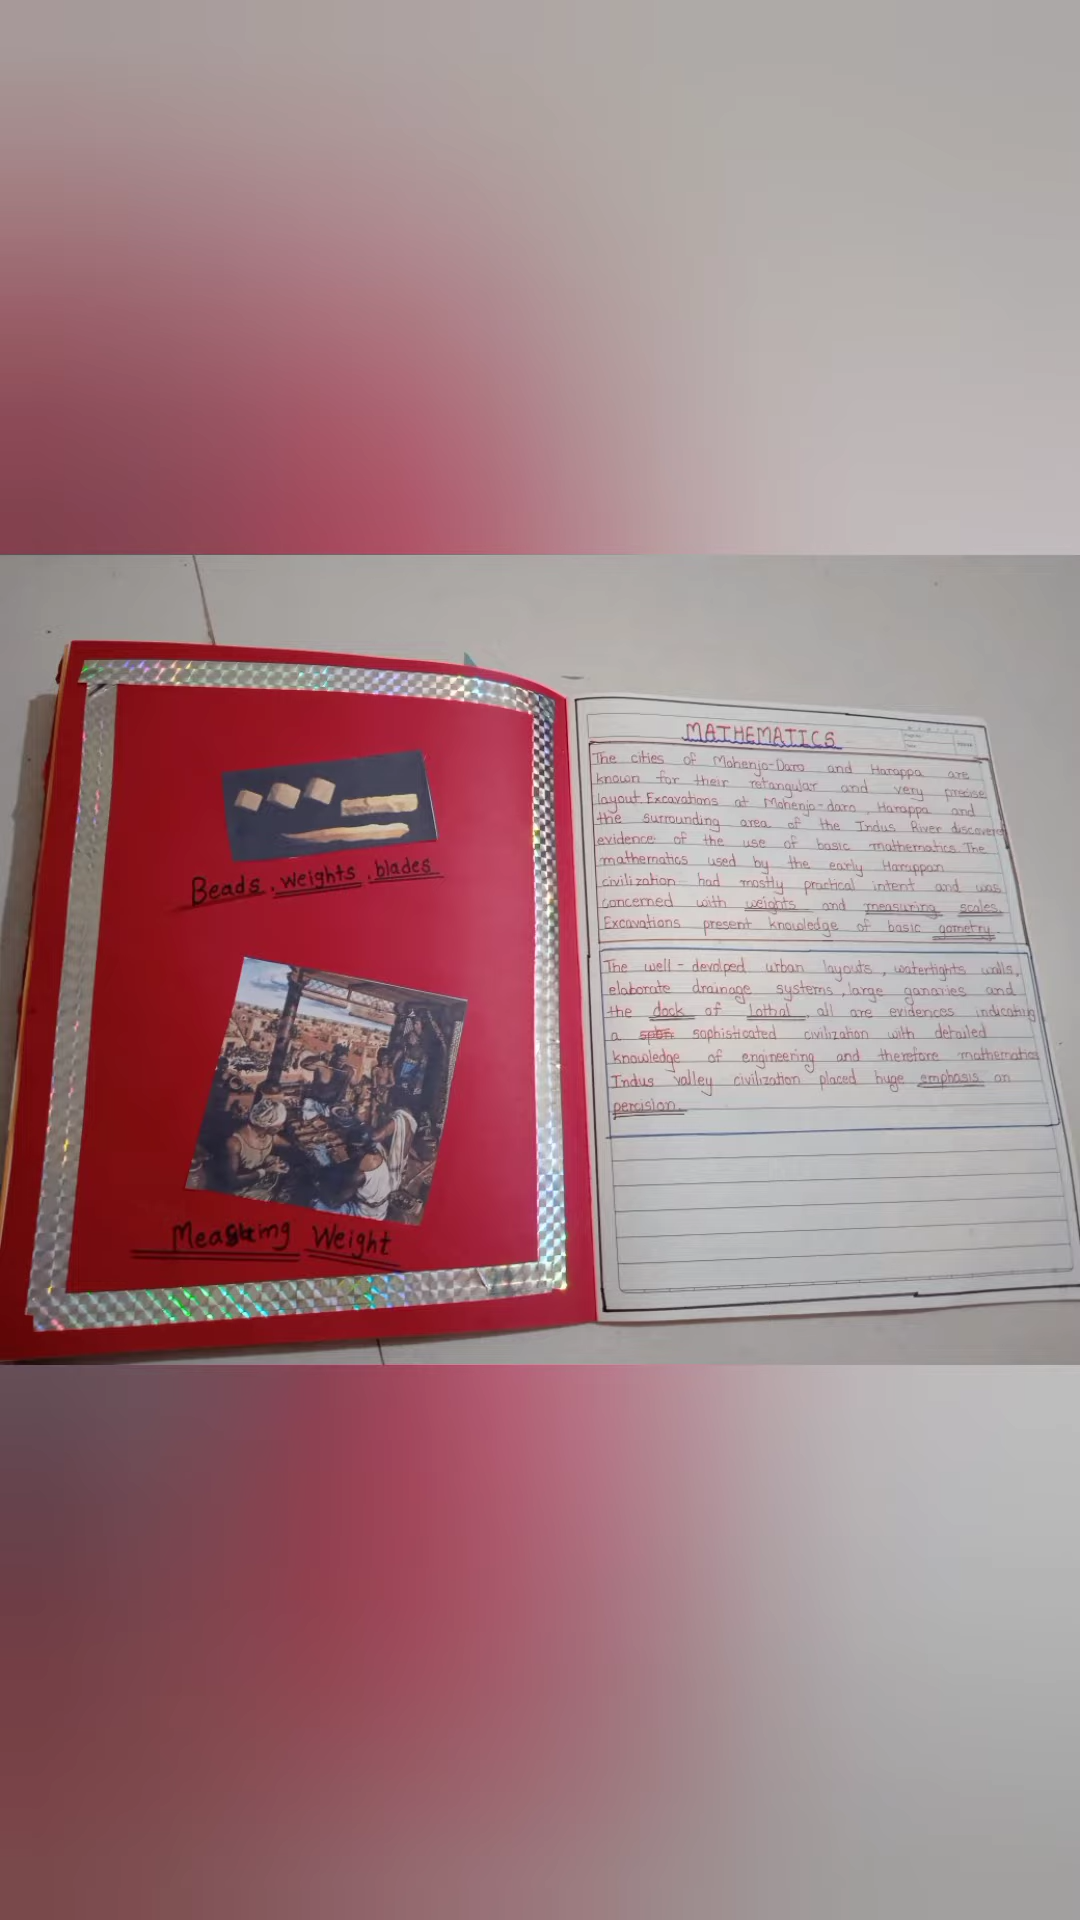 Beads, weights, blades
Weight
MATHEMATICS
The cities of Mohenjo-Daro and Harappa are
known for their retangular and very precise
layout. Excavations at Mohenjo-daro, Harappa and
the surrounding area of the Indus River discovered
evidence of the use of basic mathematics. The
mathematics used by the early Harappan
civilization had mostly practical intent and was
concerned with weights and measuring scales.
Excavations present knowledge of basic gometry.
The well-devolped urban layouts, watertights walls,
elaborate drainage systems, large ganaries and
the dock of Lothal, all are evidences indicating
a sophisticated civilization with detailed
knowledge of engineering and therefore mathematics
Indus valley civilization placed huge emphasis on
percision.